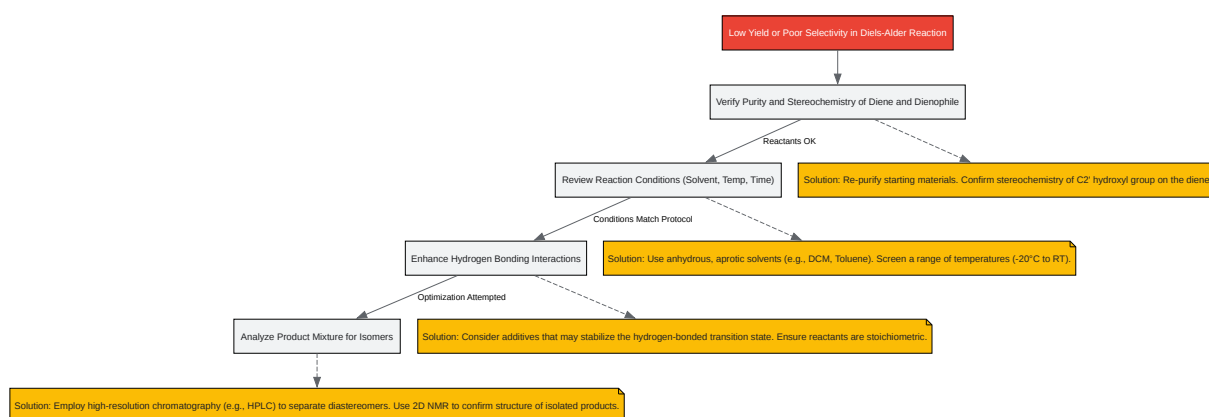 Low Yield or Poor Selectivity in Diels-Alder Reaction
Verify Purity and Stereochemistry of Diene and Dienophile
Reactants OK
Review Reaction Conditions (Solvent, Temp, Time)
Solution: Re-purify starting materials. Confirm stereochemistry of C2' hydroxyl group on the diene
Conditions Match Protocol
Enhance Hydrogen Bonding Interactions
Solution: Use anhydrous, aprotic solvents (e.g., DCM, Toluene). Screen a range of temperatures (-20°C to RT).
Optimization Attempted
Analyze Product Mixture for Isomers
Solution: Consider additives that may stabilize the hydrogen-bonded transition state. Ensure reactants are stoichiometric.
Solution: Employ high-resolution chromatography (e.g., HPLC) to separate diastereomers. Use 2D NMR to confirm structure of isolated products.